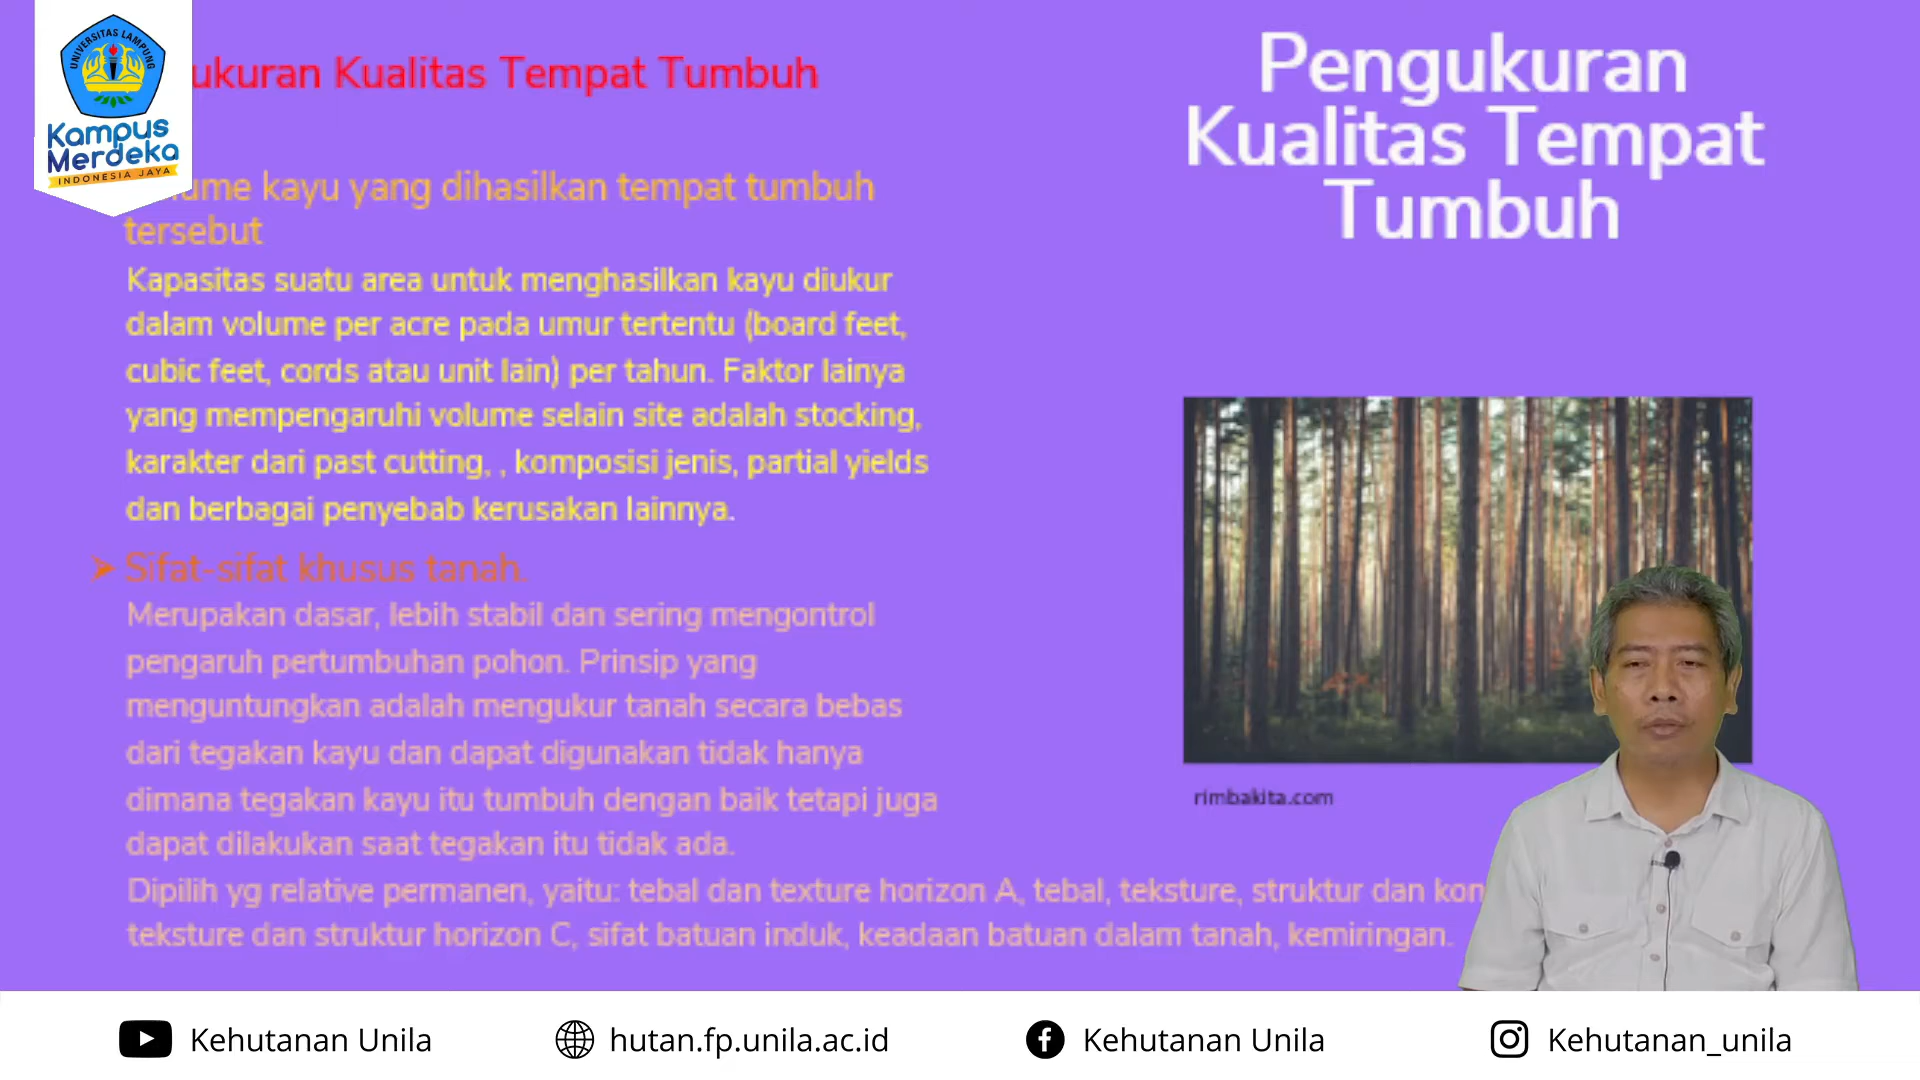 UNIVERSITAS LAMPUNG
Kampus
Merdeka
INDONESIA JAYA
ukuran Kualitas Tempat Tumbuh
ume kayu yang dihasilkan tempat tumbuh
tersebut
Kapasitas suatu area untuk menghasilkan kayu diukur
dalam volume per acre pada umur tertentu (board feet,
cubic feet, cords atau unit lain) per tahun. Faktor lainya
yang mempengaruhi volume selain site adalah stocking,
karakter dari past cutting, , komposisi jenis, partial yields
dan berbagai penyebab kerusakan lainnya.
➤ Sifat-sifat khusus tanah.
Merupakan dasar, lebih stabil dan sering mengontrol
pengaruh pertumbuhan pohon. Prinsip yang
menguntungkan adalah mengukur tanah secara bebas
dari tegakan kayu dan dapat digunakan tidak hanya
dimana tegakan kayu itu tumbuh dengan baik tetapi juga
dapat dilakukan saat tegakan itu tidak ada.
Dipilih yg relative permanen, yaitu: tebal dan texture horizon A, tebal, teksture, struktur dan kon
teksture dan struktur horizon C, sifat batuan induk, keadaan batuan dalam tanah, kemiringan.
Pengukuran
Kualitas Tempat
Tumbuh
rimbakita.com
Kehutanan Unila
hutan.fp.unila.ac.id
Kehutanan Unila
Kehutanan_unila